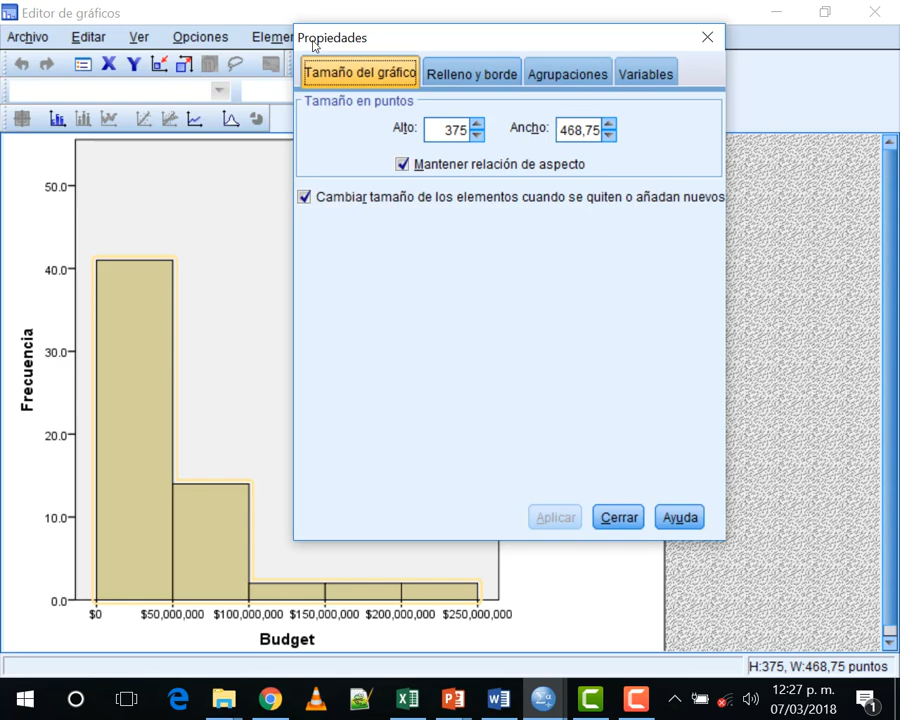 Editor de gráficos
Archivo Editar Ver Opciones Elemen
Propiedades
Tamaño del gráfico Relleno y borde Agrupaciones Variables
Tamaño en puntos
Alto: 375 Ancho: 468,75
Mantener relación de aspecto
Cambiar tamaño de los elementos cuando se quiten o añadan nuevos
Aplicar Cerrar Ayuda
50.0
40.0
30.0
20.0
10.0
0.0
Frecuencia
$0 $50,000,000 $100,000,000 $150,000,000 $200,000,000 $250,000,000
Budget
H:375, W:468,75 puntos
12:27 p. m.
07/03/2018
1